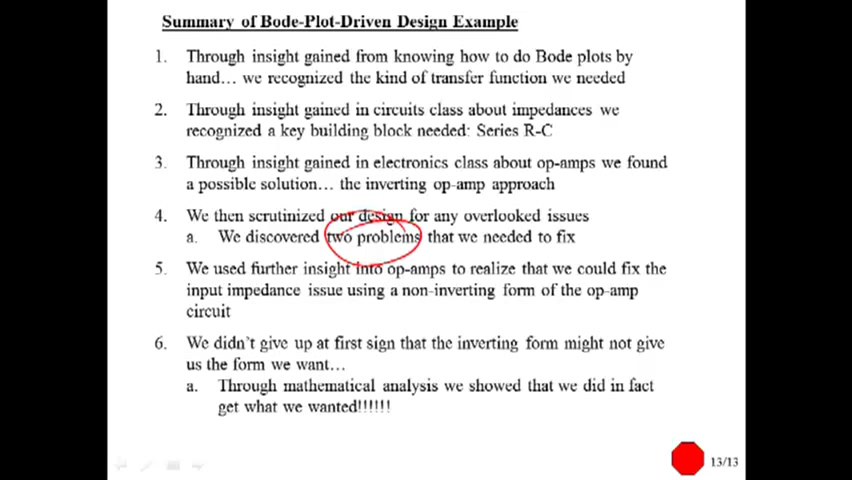 Summary of Bode-Plot-Driven Design Example
1. Through insight gained from knowing how to do Bode plots by
hand… we recognized the kind of transfer function we needed
2. Through insight gained in circuits class about impedances we
recognized a key building block needed: Series R-C
3. Through insight gained in electronics class about op-amps we found
a possible solution… the inverting op-amp approach
4. We then scrutinized our design for any overlooked issues
a. We discovered two problems that we needed to fix
5. We used further insight into op-amps to realize that we could fix the
input impedance issue using a non-inverting form of the op-amp
circuit
6. We didn't give up at first sign that the inverting form might not give
us the form we want…
a. Through mathematical analysis we showed that we did in fact
get what we wanted!!!!!!
13/13